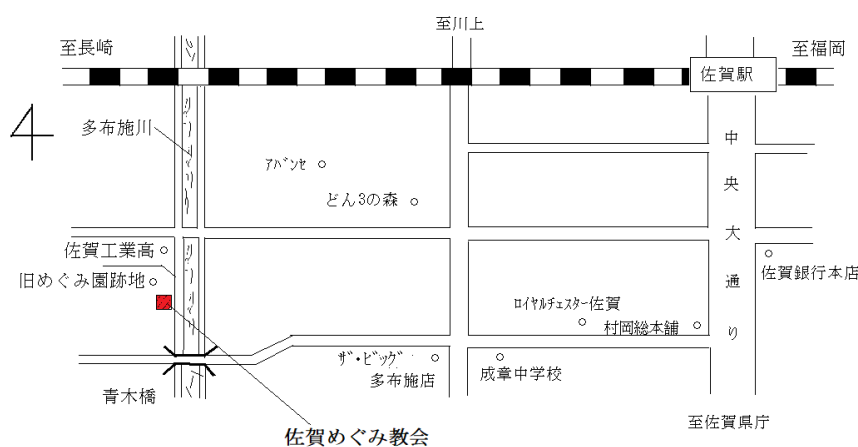 至川上
至長崎
至福岡
佐賀駅
多布施川
中央大通り
ｱﾊﾞﾝｾ
どん3の森
佐賀工業高
佐賀銀行本店
旧めぐみ園跡地
ﾛｲﾔﾙﾁｪｽﾀｰ佐賀
村岡総本舗
ｻﾞ･ﾋﾞｯｸﾞ
多布施店
成章中学校
青木橋
至佐賀県庁
佐賀めぐみ教会